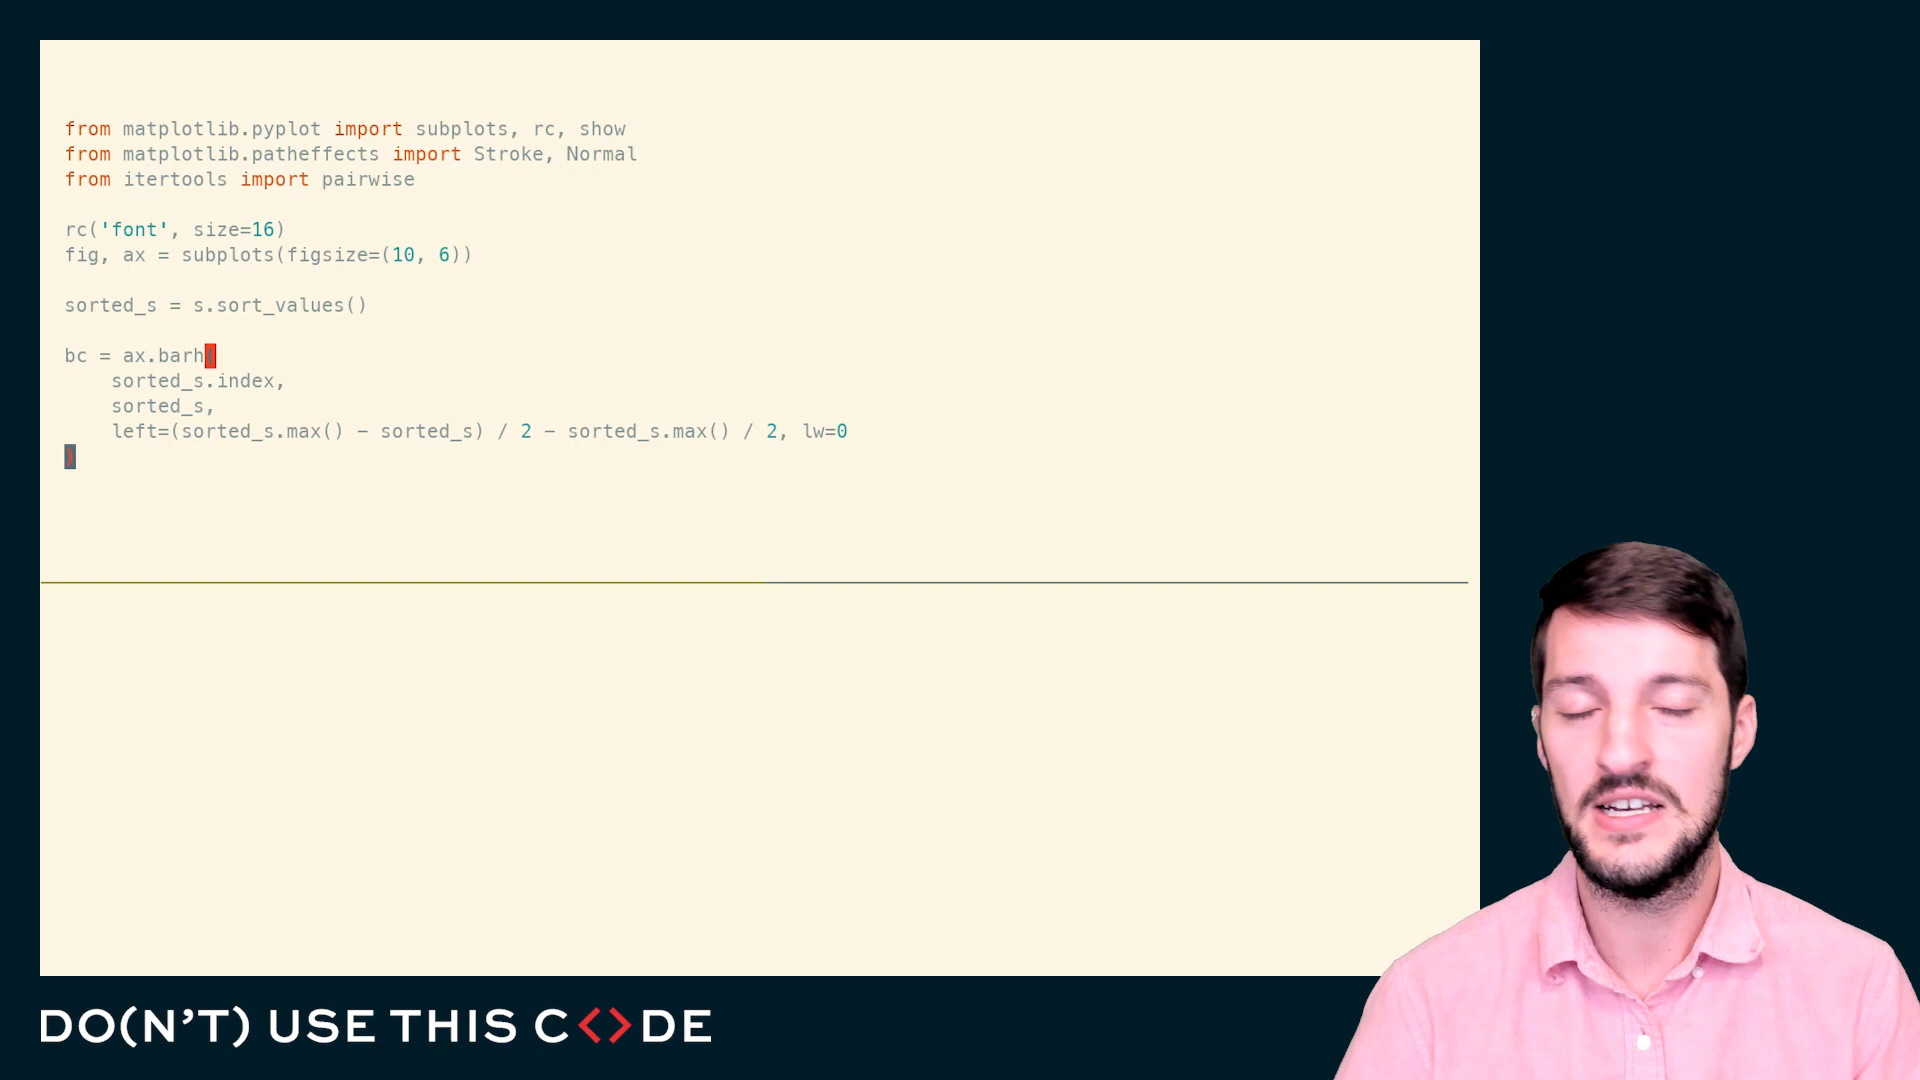 from matplotlib.pyplot import subplots, rc, show
from matplotlib.patheffects import Stroke, Normal
from itertools import pairwise
rc('font', size=16)
fig, ax = subplots(figsize=(10, 6))
sorted_s = s.sort_values()
bc = ax.barh(
sorted_s.index,
sorted_s,
left=(sorted_s.max() - sorted_s) / 2 - sorted_s.max() / 2, lw=0
)
DO(N'T) USE THIS C<>DE